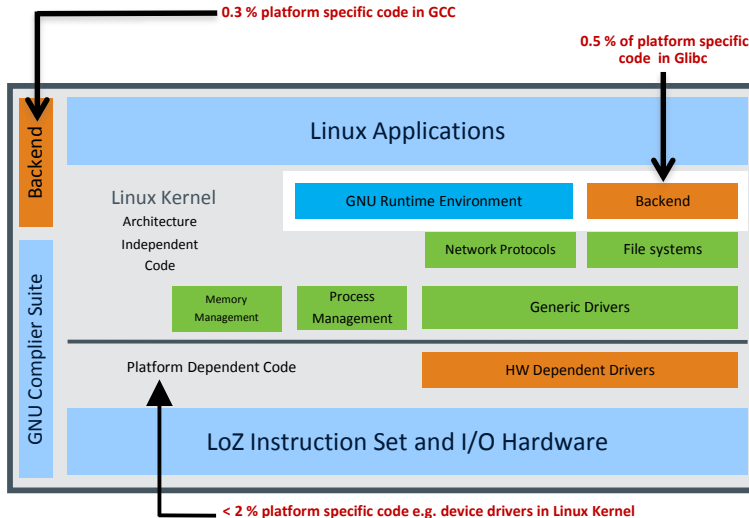 0.3 % platform specific code in GCC
0.5 % of platform specific
code in Glibc
Backend
Linux Applications
Linux Kernel
Architecture
Independent
Code
GNU Runtime Environment
Backend
Network Protocols
File systems
Memory
Management
Process
Management
Generic Drivers
GNU Complier Suite
Platform Dependent Code
HW Dependent Drivers
LoZ Instruction Set and I/O Hardware
< 2 % platform specific code e.g. device drivers in Linux Kernel